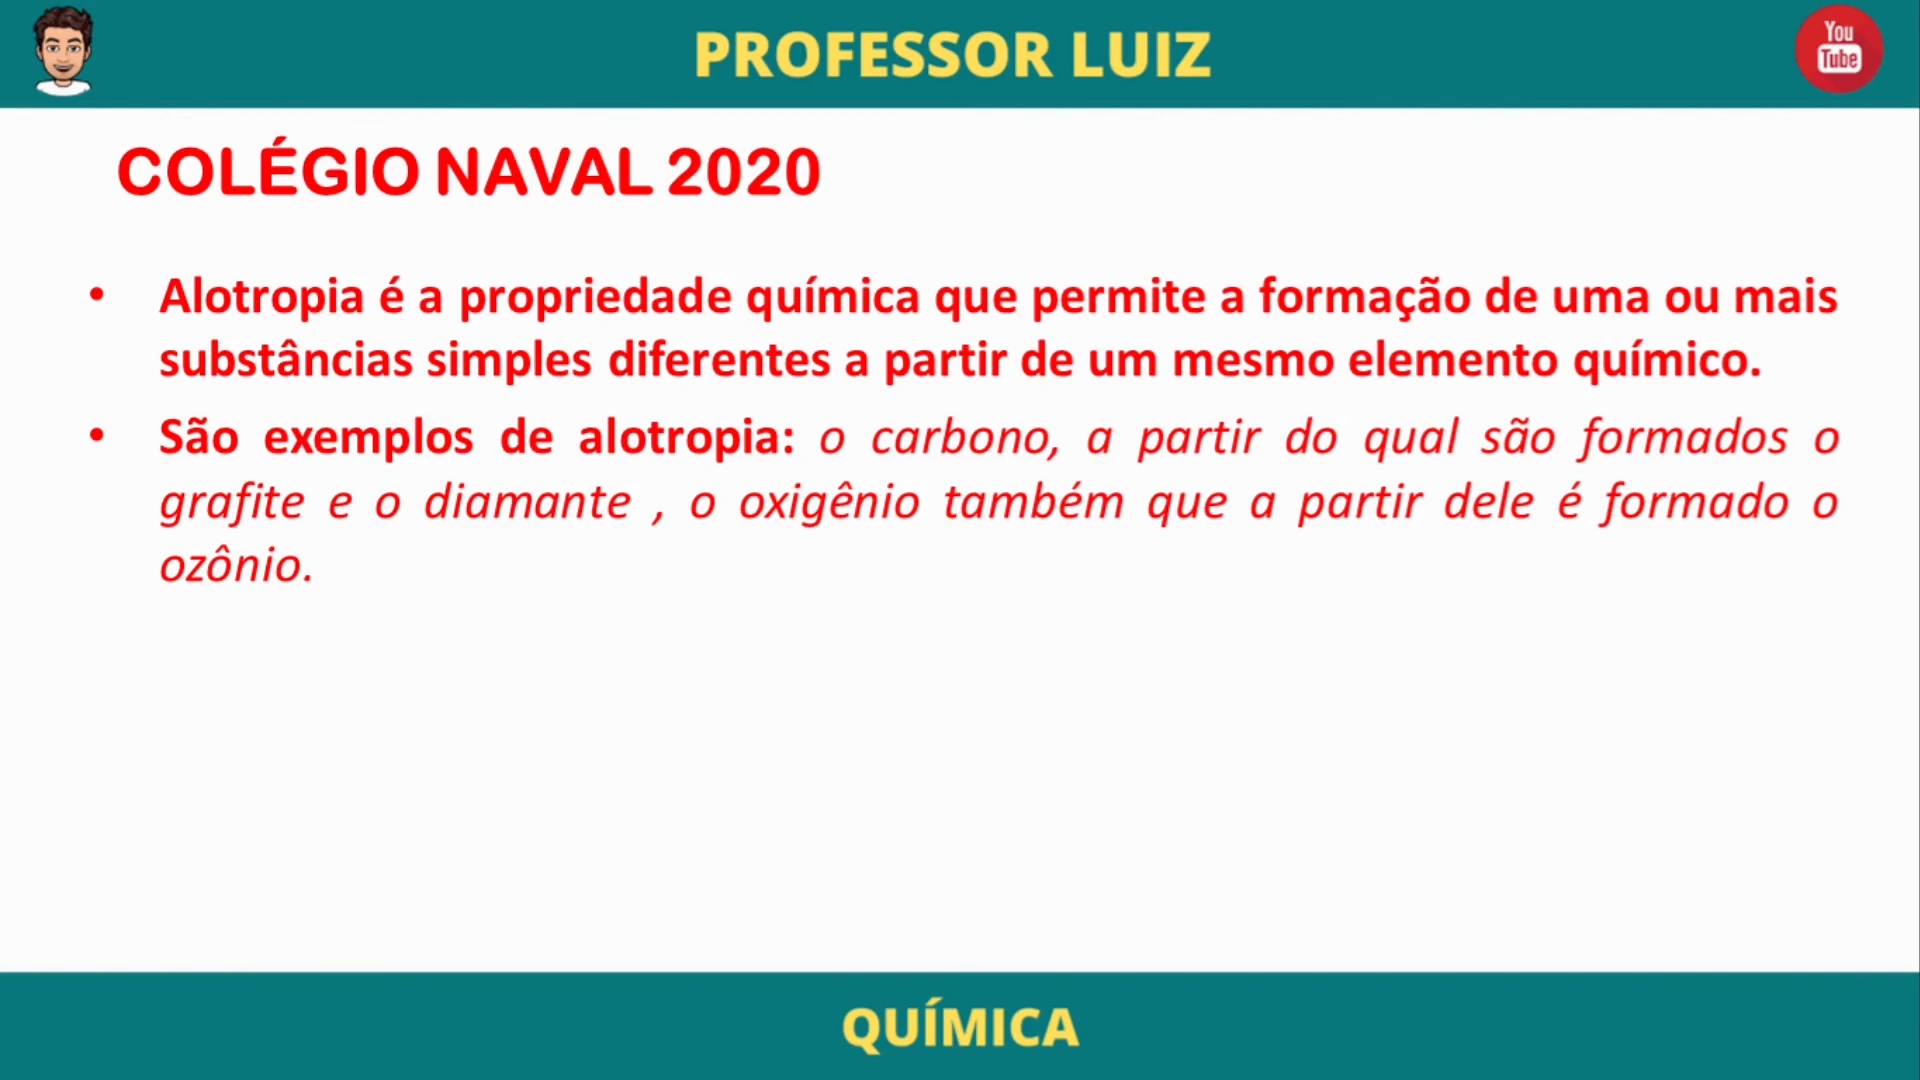 PROFESSOR LUIZ
You
Tube
COLÉGIO NAVAL 2020
• Alotropia é a propriedade química que permite a formação de uma ou mais
substâncias simples diferentes a partir de um mesmo elemento químico.
• São exemplos de alotropia: o carbono, a partir do qual são formados o
grafite e o diamante , o oxigênio também que a partir dele é formado o
ozônio.
QUÍMICA